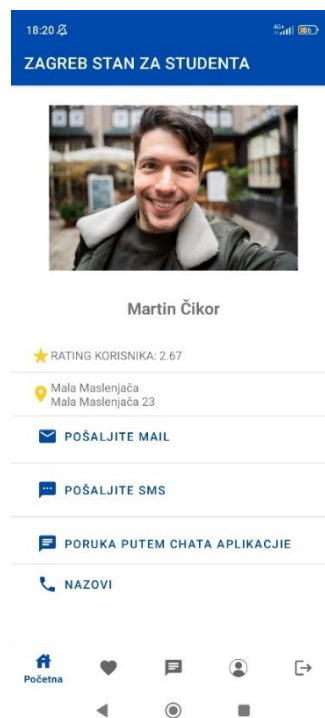 18:20
ZAGREB STAN ZA STUDENTA
Martin Čikor
RATING KORISNIKA: 2.67
Mala Maslenjača
Mala Maslenjača 23
POŠALJITE MAIL
POŠALJITE SMS
PORUKA PUTEM CHATA APLIKACJIE
NAZOVI
Početna